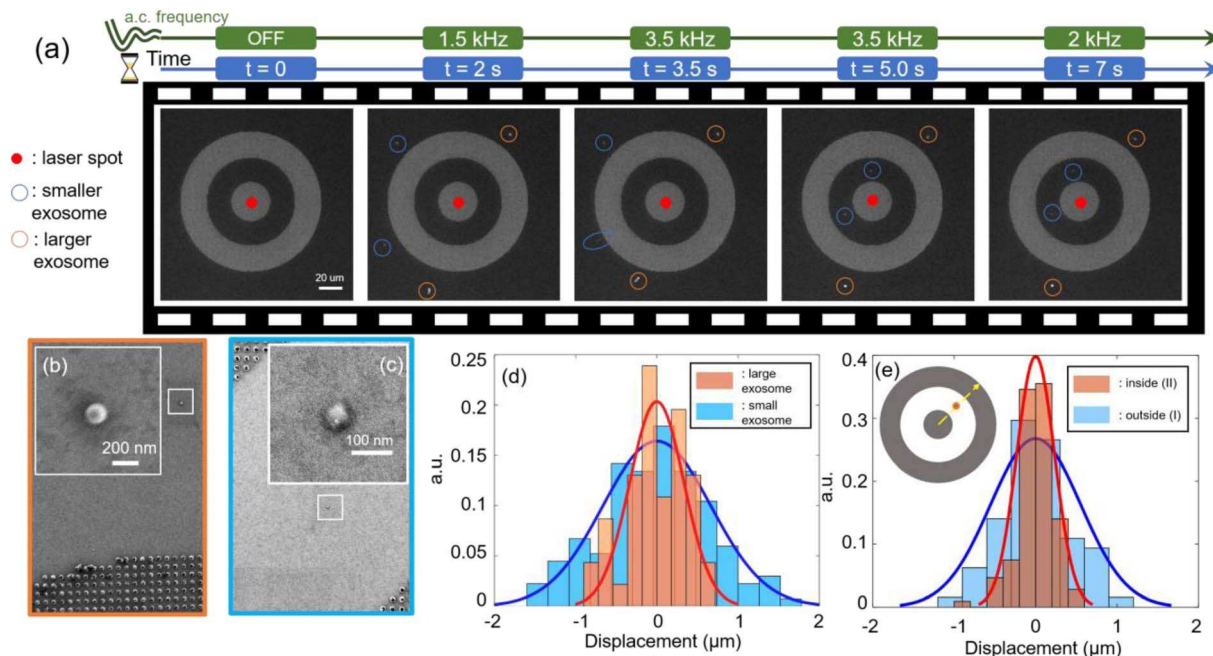 a.c. frequency
(a)
OFF
1.5 kHz
3.5 kHz
3.5 kHz
2 kHz
Time
t = 0
t = 2 s
t = 3.5 s
t = 5.0 s
t = 7 s
: laser spot
: smaller
exosome
: larger
exosome
20 um
(b)
200 nm
(c)
100 nm
(d)
: large
exosome
: small
exosome
0.25
0.2
0.15
0.1
0.05
0
a.u.
-2
-1
0
1
2
Displacement (µm)
(e)
: inside (II)
: outside (I)
0.4
0.3
0.2
0.1
0
a.u.
-2
-1
0
1
2
Displacement (µm)